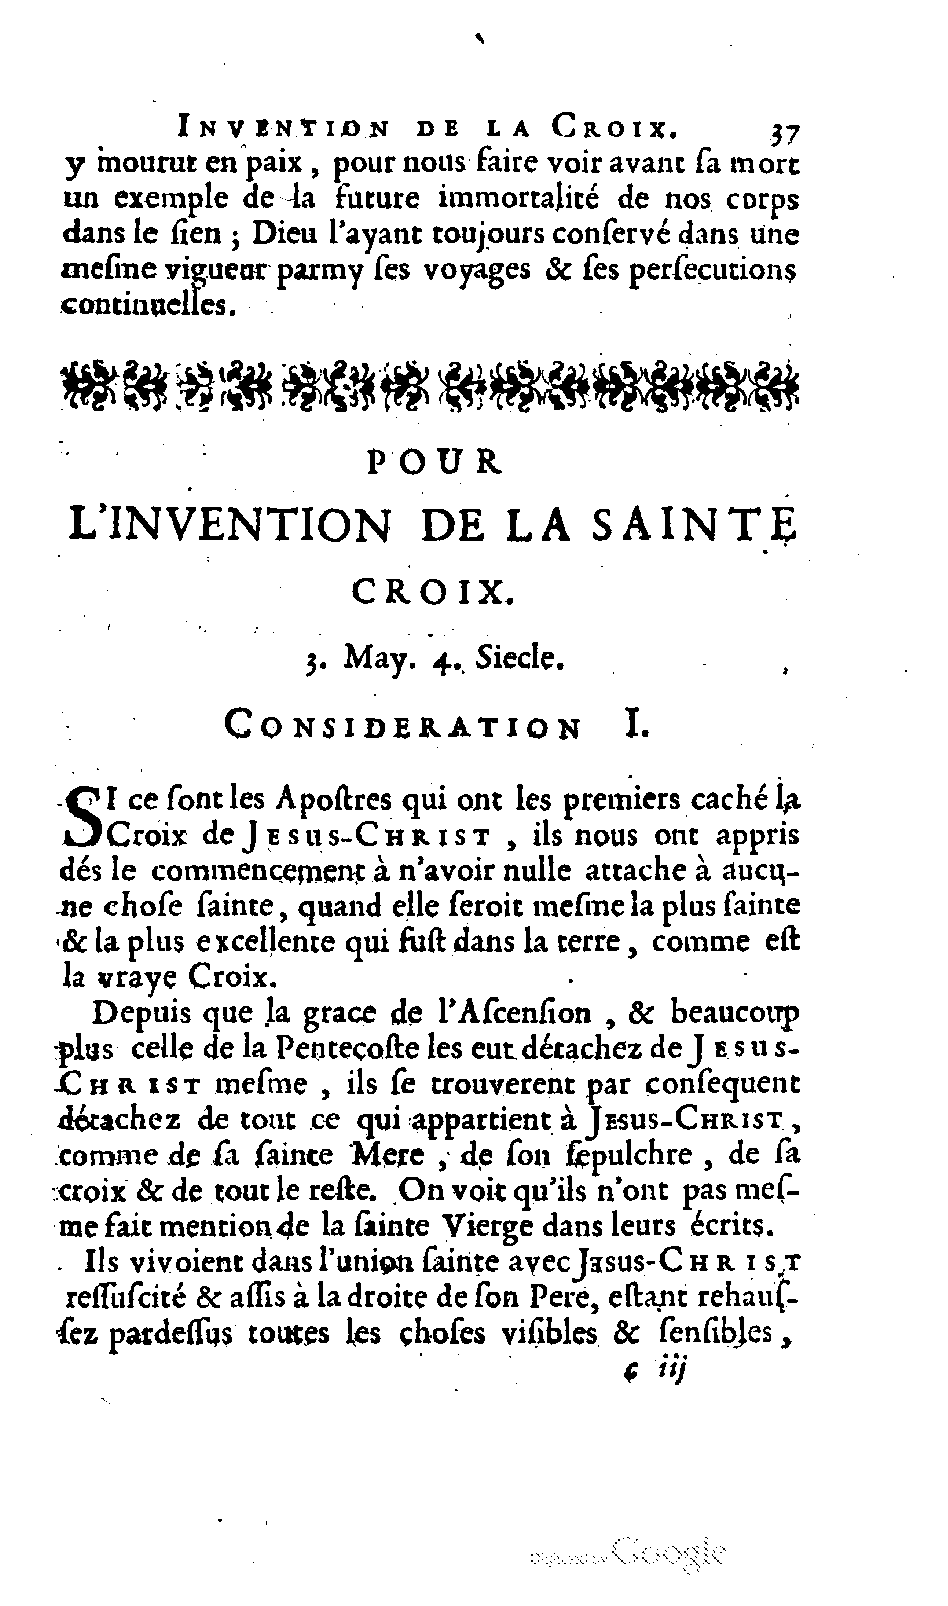 INVENTION DE LA CROIX. 37
y mourut en paix, pour nous faire voir avant ſa mort
un exemple de la future immortalité de nos corps
dans le ſien ; Dieu l'ayant toujours conſervé dans une
meſme vigueur parmy ſes voyages & ſes perſecutions
continuelles.
POUR
L'INVENTION DE LA SAINTE
CROIX.
3. May. 4. Siecle.
CONSIDERATION I.
SI ce ſont les Apoſtres qui ont les premiers caché la
Croix de JESUS-CHRIST, ils nous ont appris
dés le commencement à n'avoir nulle attache à aucu-
ne choſe ſainte, quand elle ſeroit meſme la plus ſainte
& la plus excellente qui fuſt dans la terre, comme eſt
la vraye Croix.
Depuis que la grace de l'Aſcenſion, & beaucoup
plus celle de la Pentecoſte les eut détachez de JESUS-
CHRIST meſme, ils ſe trouverent par conſequent
détachez de tout ce qui appartient à JESUS-CHRIST,
comme de ſa ſainte Mere, de ſon ſepulchre, de ſa
croix & de tout le reſte. On voit qu'ils n'ont pas meſ-
me fait mention de la ſainte Vierge dans leurs écrits.
Ils vivoient dans l'union ſainte avec JESUS-CHRIST
reſſuſcité & aſſis à la droite de ſon Pere, eſtant rehauſ-
ſez pardeſſus toutes les choſes viſibles & ſenſibles,
c iij
Digitized by Google